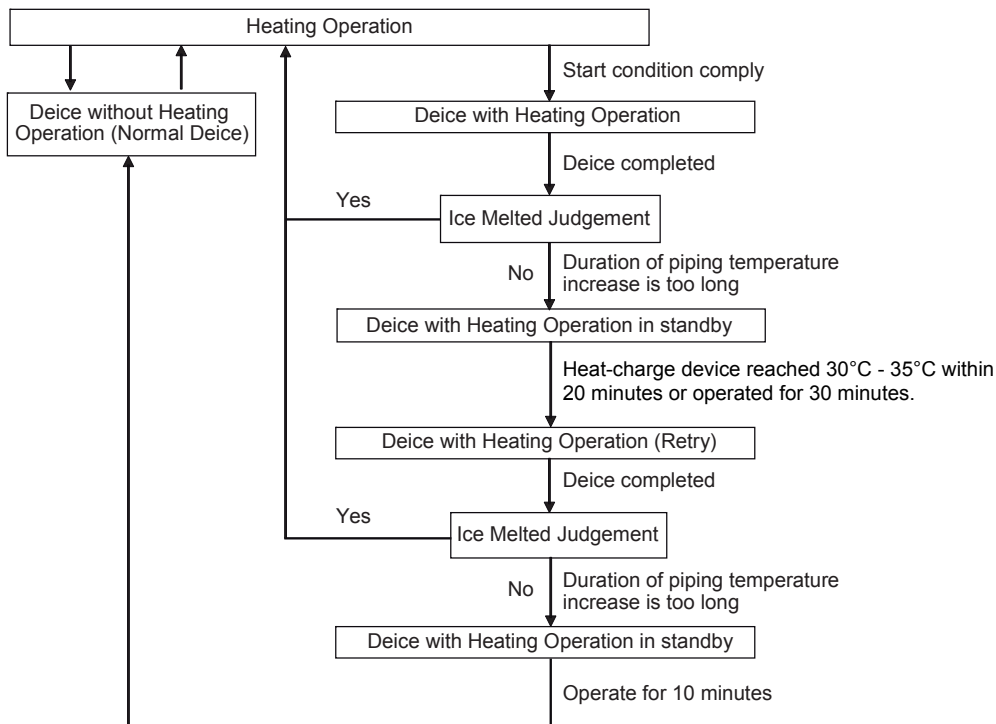 Heating Operation
Start condition comply
Deice without Heating
Operation (Normal Deice)
Deice with Heating Operation
Deice completed
Yes
Ice Melted Judgement
No
Duration of piping temperature
increase is too long
Deice with Heating Operation in standby
Heat-charge device reached 30°C - 35°C within
20 minutes or operated for 30 minutes.
Deice with Heating Operation (Retry)
Deice completed
Yes
Ice Melted Judgement
No
Duration of piping temperature
increase is too long
Deice with Heating Operation in standby
Operate for 10 minutes